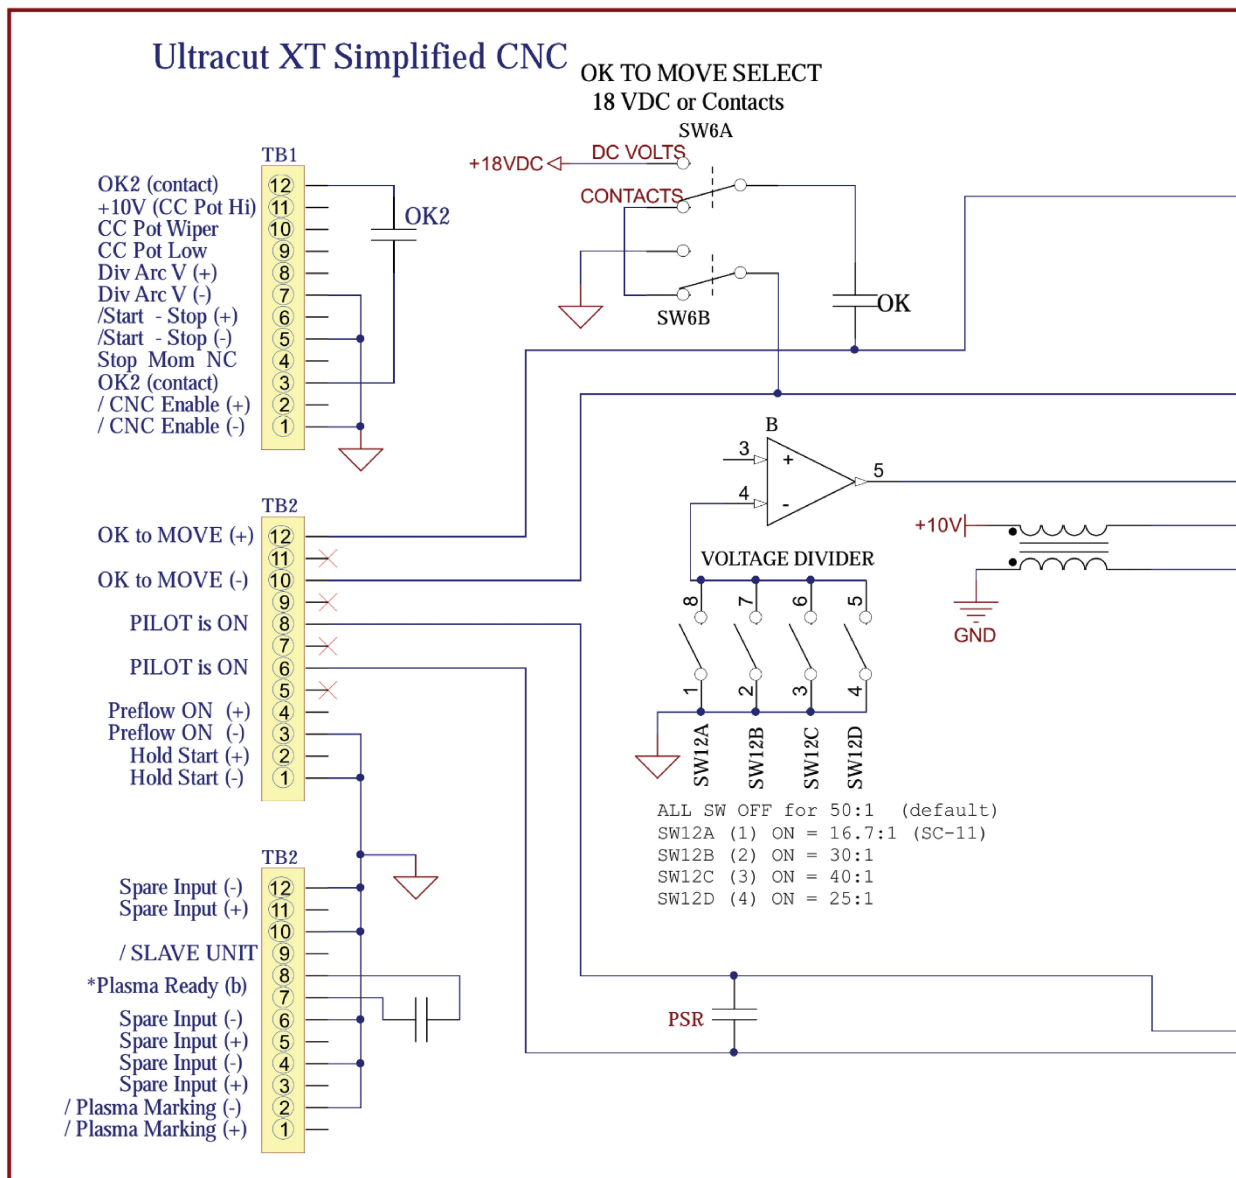 Ultracut XT Simplified CNC
OK TO MOVE SELECT
18 VDC or Contacts
SW6A
+18VDC
DC VOLTS
CONTACTS
SW6B
OK
TB1
OK2 (contact) 12
+10V (CC Pot Hi) 11
CC Pot Wiper 10
CC Pot Low 9
Div Arc V (+) 8
Div Arc V (-) 7
/Start - Stop (+) 6
/Start - Stop (-) 5
Stop Mom NC 4
OK2 (contact) 3
/ CNC Enable (+) 2
/ CNC Enable (-) 1
OK2
TB2
OK to MOVE (+) 12
11
OK to MOVE (-) 10
9
PILOT is ON 8
7
PILOT is ON 6
5
Preflow ON (+) 4
Preflow ON (-) 3
Hold Start (+) 2
Hold Start (-) 1
B
3 +
4 -
5
+10V
GND
VOLTAGE DIVIDER
8 7 6 5
1 2 3 4
SW12A SW12B SW12C SW12D
ALL SW OFF for 50:1 (default)
SW12A (1) ON = 16.7:1 (SC-11)
SW12B (2) ON = 30:1
SW12C (3) ON = 40:1
SW12D (4) ON = 25:1
TB2
Spare Input (-) 12
Spare Input (+) 11
10
/ SLAVE UNIT 9
8
*Plasma Ready (b)
7
Spare Input (-) 6
Spare Input (+) 5
Spare Input (-) 4
Spare Input (+) 3
/ Plasma Marking (-) 2
/ Plasma Marking (+) 1
PSR